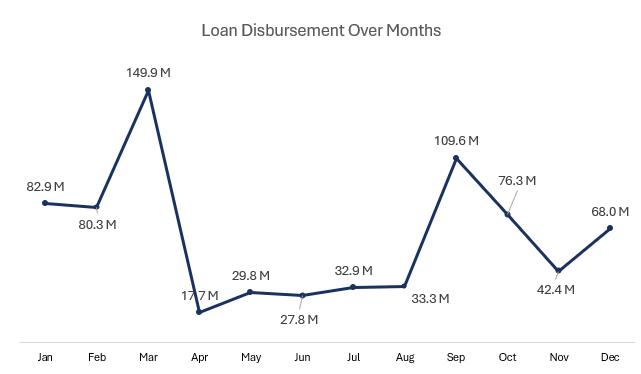 Loan Disbursement Over Months
149.9 M
109.6 M
82.9 M
76.3 M
80.3 M
68.0 M
29.8 M
32.9 M
17.7 M
33.3 M
42.4 M
27.8 M
Jan Feb Mar Apr May Jun Jul Aug Sep Oct Nov Dec